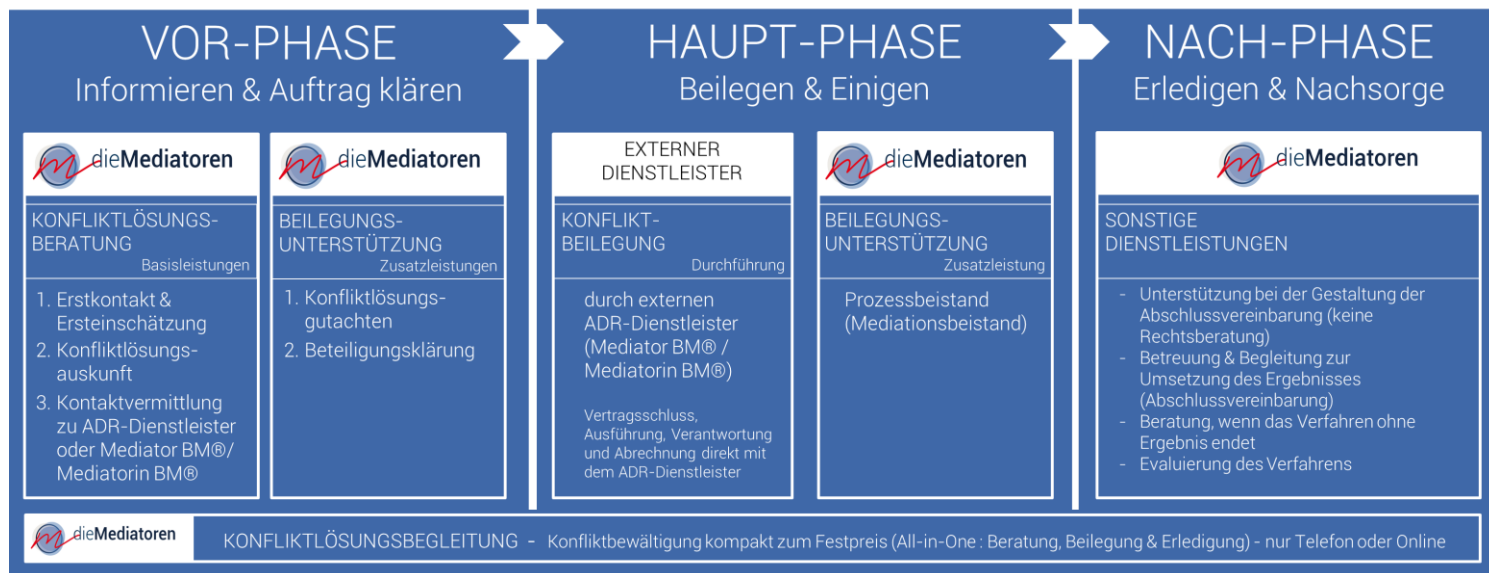 VOR-PHASE
Informieren & Auftrag klären
dieMediatoren
KONFLIKTLÖSUNGS-
BERATUNG
Basisleistungen
1. Erstkontakt &
Ersteinschätzung
2. Konfliktlösungs-
auskunft
3. Kontaktvermittlung
zu ADR-Dienstleister
oder Mediator BM®/
Mediatorin BM®
dieMediatoren
BEILEGUNGS-
UNTERSTÜTZUNG
Zusatzleistungen
1. Konfliktlösungs-
gutachten
2. Beteiligungsklärung
HAUPT-PHASE
Beilegen & Einigen
EXTERNER
DIENSTLEISTER
KONFLIKT-
BEILEGUNG
Durchführung
durch externen
ADR-Dienstleister
(Mediator BM® /
Mediatorin BM®)
Vertragsschluss,
Ausführung, Verantwortung
und Abrechnung direkt mit
dem ADR-Dienstleister
dieMediatoren
BEILEGUNGS-
UNTERSTÜTZUNG
Zusatzleistung
Prozessbeistand
(Mediationsbeistand)
NACH-PHASE
Erledigen & Nachsorge
dieMediatoren
SONSTIGE
DIENSTLEISTUNGEN
- Unterstützung bei der Gestaltung der
Abschlussvereinbarung (keine
Rechtsberatung)
- Betreuung & Begleitung zur
Umsetzung des Ergebnisses
(Abschlussvereinbarung)
- Beratung, wenn das Verfahren ohne
Ergebnis endet
- Evaluierung des Verfahrens
dieMediatoren
KONFLIKTLÖSUNGSBEGLEITUNG - Konfliktbewältigung kompakt zum Festpreis (All-in-One : Beratung, Beilegung & Erledigung) - nur Telefon oder Online